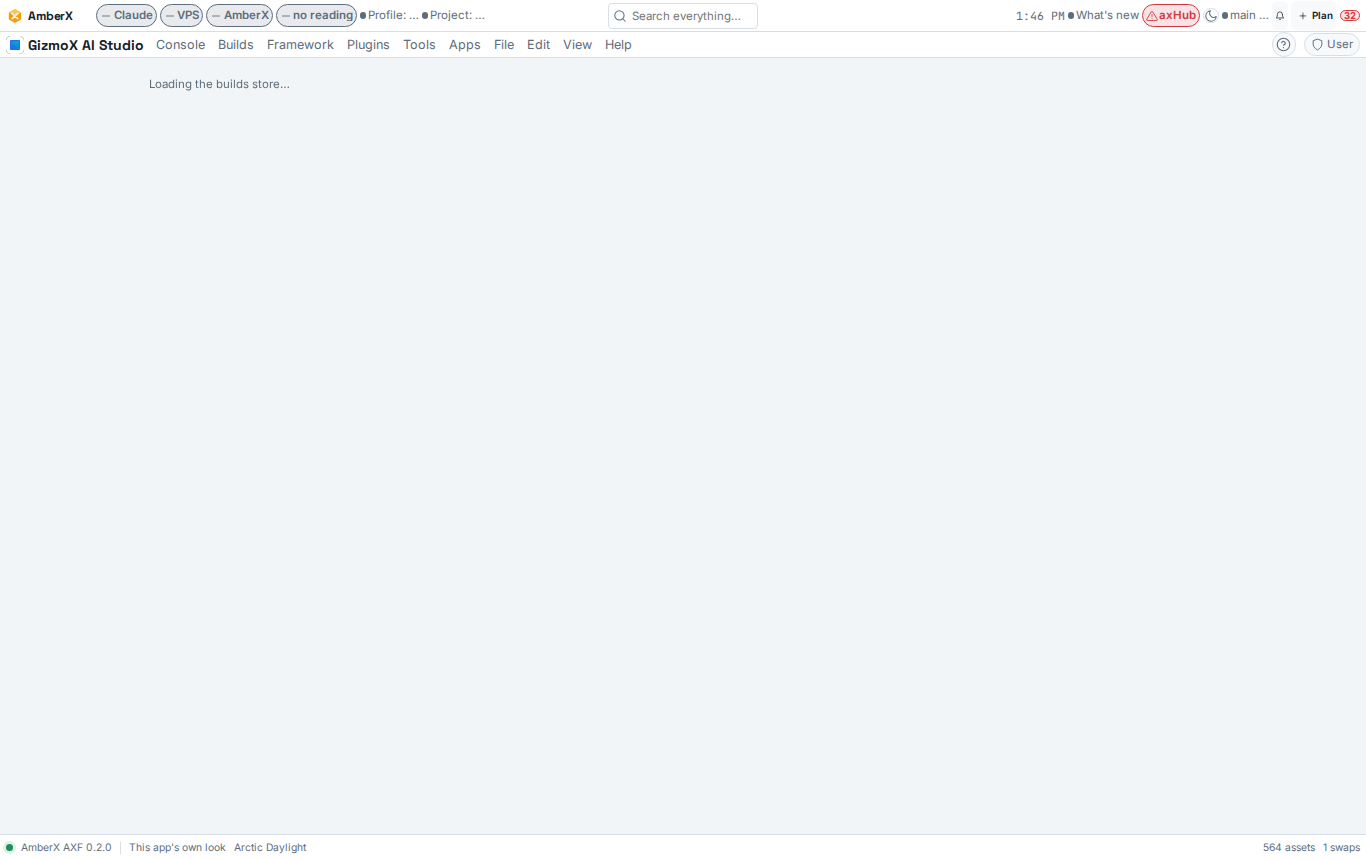 AmberX — Claude — VPS — AmberX — no reading Profile: ... Project: ... Search everything... 1:46 PM What's new axHub main ... + Plan 32
GizmoX AI Studio Console Builds Framework Plugins Tools Apps File Edit View Help User
Loading the builds store...
AmberX AXF 0.2.0 This app's own look Arctic Daylight 564 assets 1 swaps